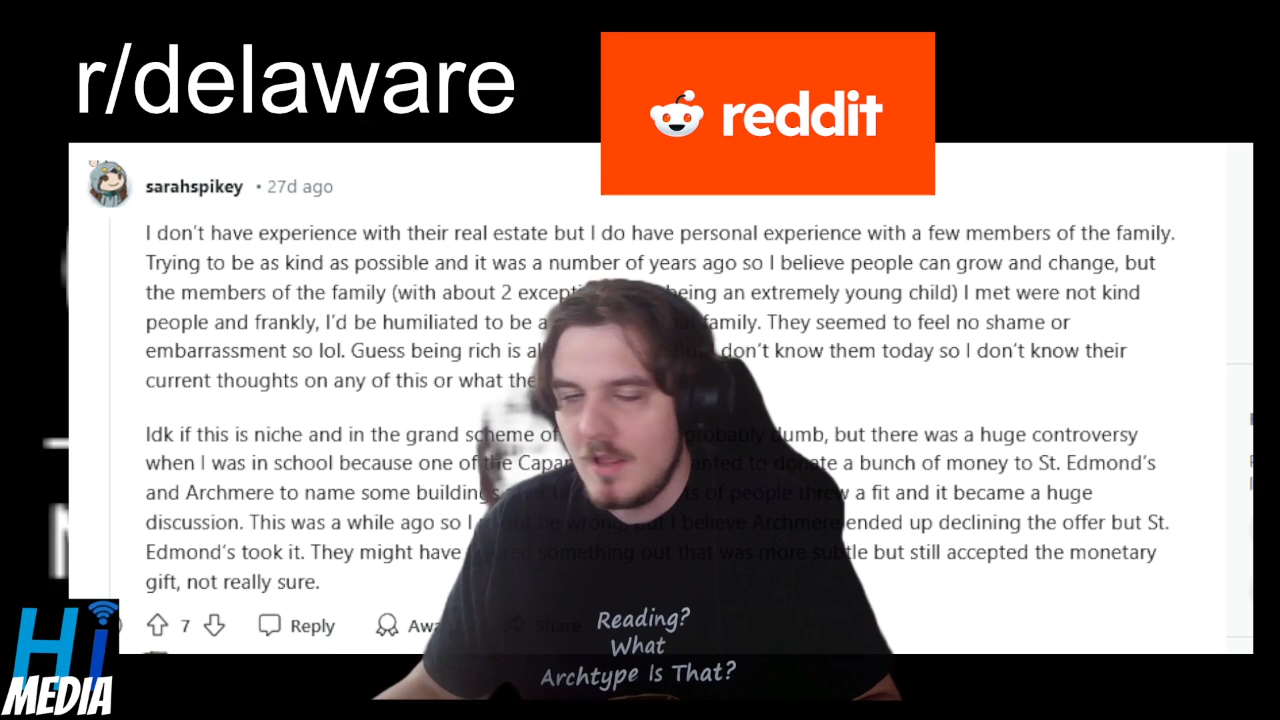 r/delaware
reddit
sarahspikey • 27d ago
I don't have experience with their real estate but I do have personal experience with a few members of the family.
Trying to be as kind as possible and it was a number of years ago so I believe people can grow and change, but
the members of the family (with about 2 being an extremely young child) I met were not kind
people and frankly, I'd be humiliated to be a family. They seemed to feel no shame or
embarrassment so lol. Guess being rich is don't know them today so I don't know their
current thoughts on any of this or what
Idk if this is niche and in the grand scheme of probably dumb, but there was a huge controversy
when I was in school because one of the wanted to donate a bunch of money to St. Edmond's
and Archmere to name some buildings of people threw a fit and it became a huge
discussion. This was a while ago so I might be wrong, but I believe Archmere ended up declining the offer but St.
Edmond's took it. They might have something out that was more subtle but still accepted the monetary
gift, not really sure.
7 Reply Share
Reading?
What
Archtype Is That?
Hi
MEDIA